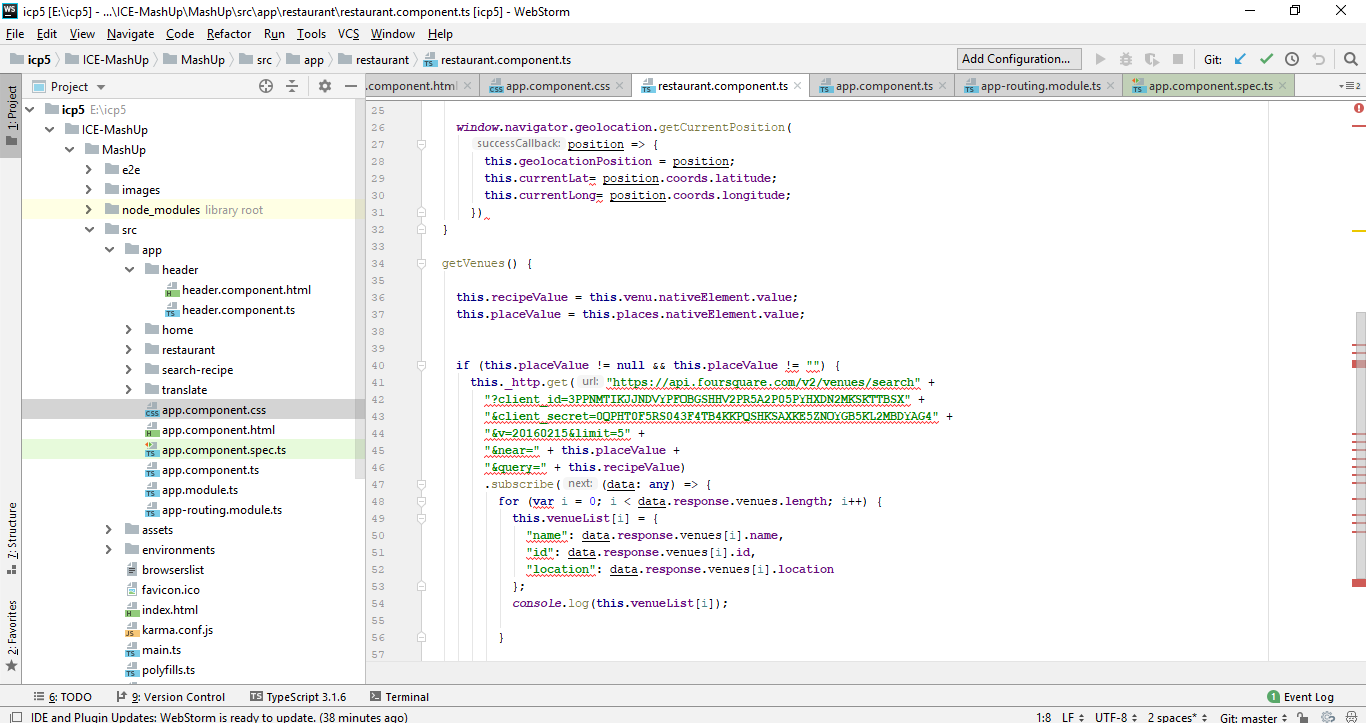 icp5 [E:\icp5] - ...\ICE-MashUp\MashUp\src\app\restaurant\restaurant.component.ts [icp5] - WebStorm
File Edit View Navigate Code Refactor Run Tools VCS Window Help
icp5 ICE-MashUp MashUp src app restaurant restaurant.component.ts Add Configuration... Git:
Project .component.html app.component.css restaurant.component.ts app.component.ts app-routing.module.ts app.component.spec.ts
1: Project
7: Structure
2: Favorites
icp5 E:\icp5
ICE-MashUp
MashUp
e2e
images
node_modules library root
src
app
header
header.component.html
header.component.ts
home
restaurant
search-recipe
translate
app.component.css
app.component.html
app.component.spec.ts
app.component.ts
app.module.ts
app-routing.module.ts
assets
environments
browserslist
favicon.ico
index.html
karma.conf.js
main.ts
polyfills.ts
25
26 window.navigator.geolocation.getCurrentPosition(
27 successCallback: position => {
28 this.geolocationPosition = position;
29 this.currentLat= position.coords.latitude;
30 this.currentLong= position.coords.longitude;
31 })
32 }
33
34 getVenues() {
35
36 this.recipeValue = this.venu.nativeElement.value;
37 this.placeValue = this.places.nativeElement.value;
38
39
40 if (this.placeValue != null && this.placeValue != "") {
41 this._http.get( url: "https://api.foursquare.com/v2/venues/search" +
42 "?client_id=3PPNMTIKJJNDVYPFOBGSHHV2PR5A2P05PYHXDN2MKSKTTBSX" +
43 "&client_secret=0QPHT0F5RS043F4TB4KKPQSHKSAXKE5ZNOYGB5KL2MBDYAG4" +
44 "&v=20160215&limit=5" +
45 "&near=" + this.placeValue +
46 "&query=" + this.recipeValue)
47 .subscribe( next: (data: any) => {
48 for (var i = 0; i < data.response.venues.length; i++) {
49 this.venueList[i] = {
50 "name": data.response.venues[i].name,
51 "id": data.response.venues[i].id,
52 "location": data.response.venues[i].location
53 };
54 console.log(this.venueList[i]);
55
56 }
57
6: TODO 9: Version Control TypeScript 3.1.6 Terminal 1 Event Log
IDE and Plugin Updates: WebStorm is ready to update. (38 minutes ago) 1:8 LF UTF-8 2 spaces* Git: master